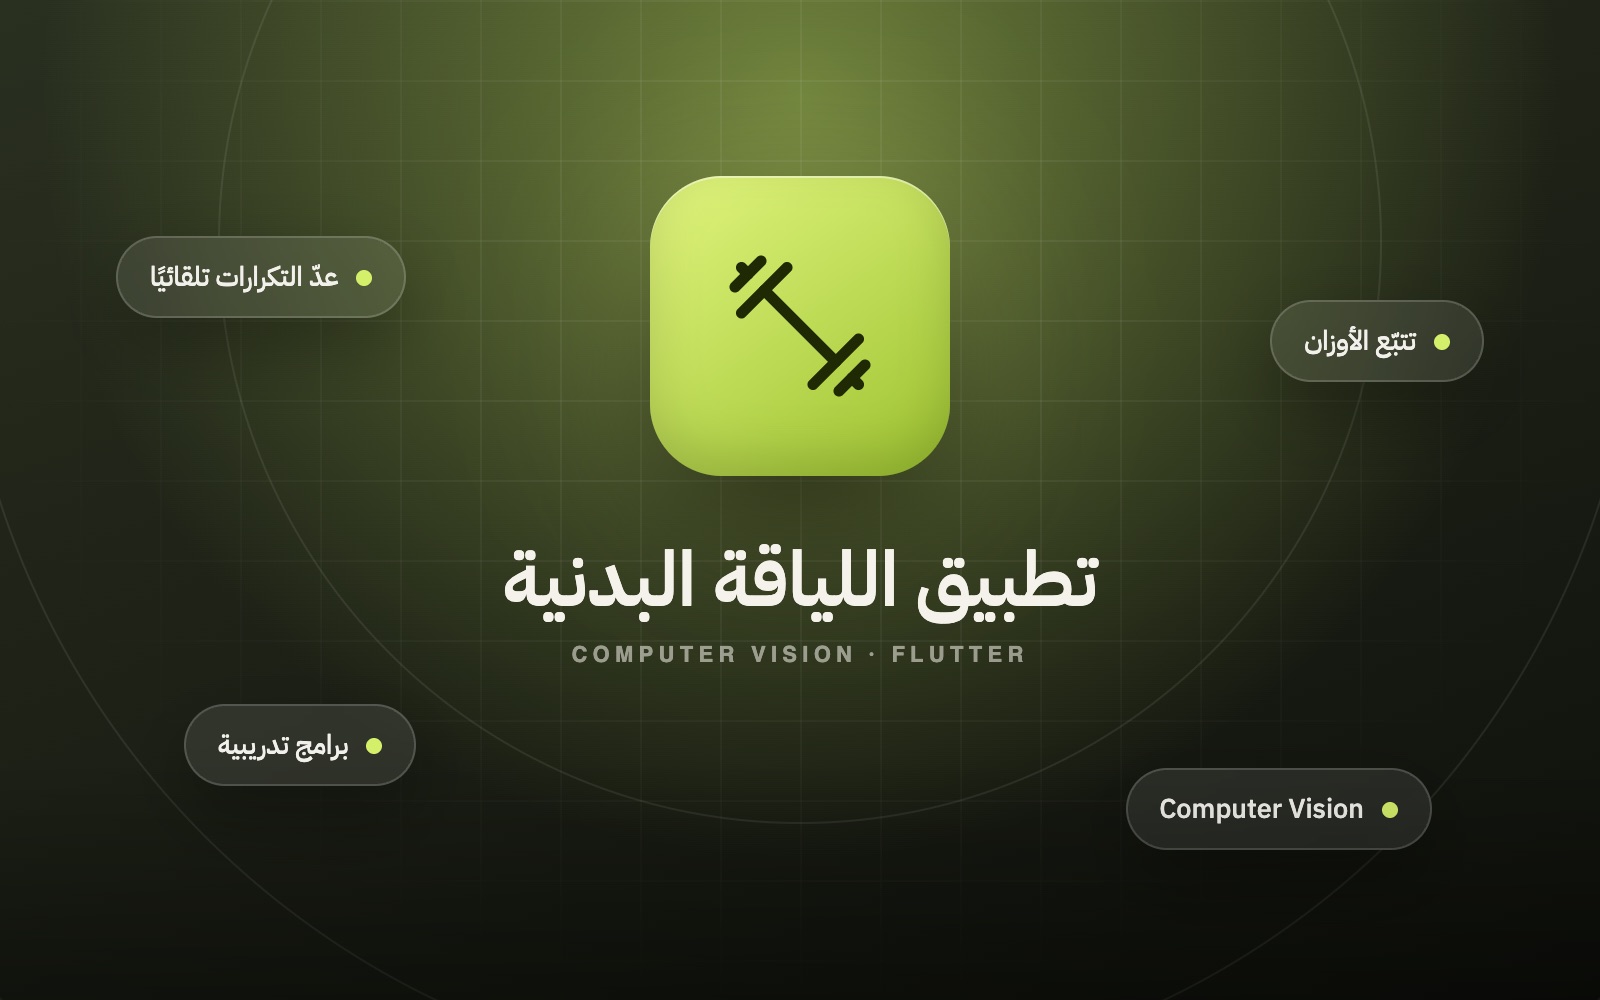 عدّ التكرارات تلقائيًا
تتبّع الأوزان
تطبيق اللياقة البدنية
COMPUTER VISION · FLUTTER
برامج تدريبية
Computer Vision